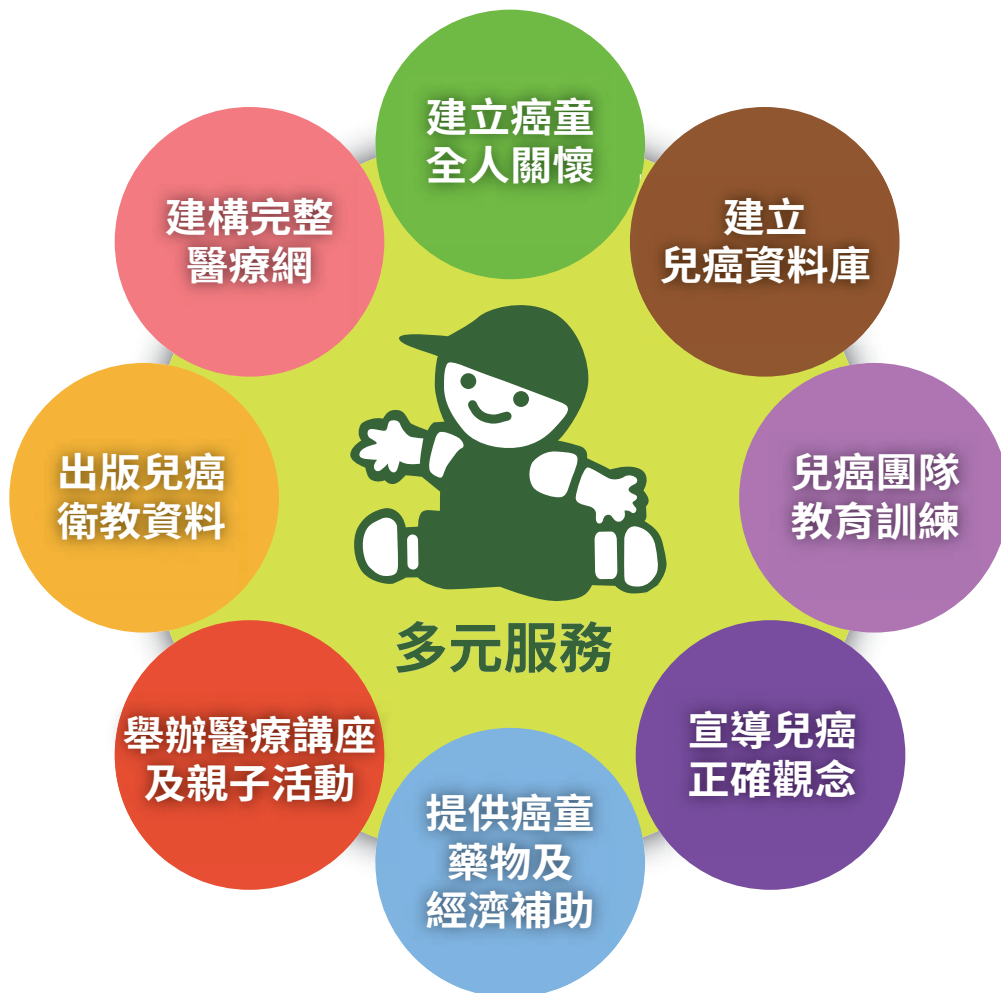 建立癌童
全人關懷
建立
兒癌資料庫
兒癌團隊
教育訓練
宣導兒癌
正確觀念
提供癌童
藥物及
經濟補助
舉辦醫療講座
及親子活動
出版兒癌
衛教資料
建構完整
醫療網
多元服務